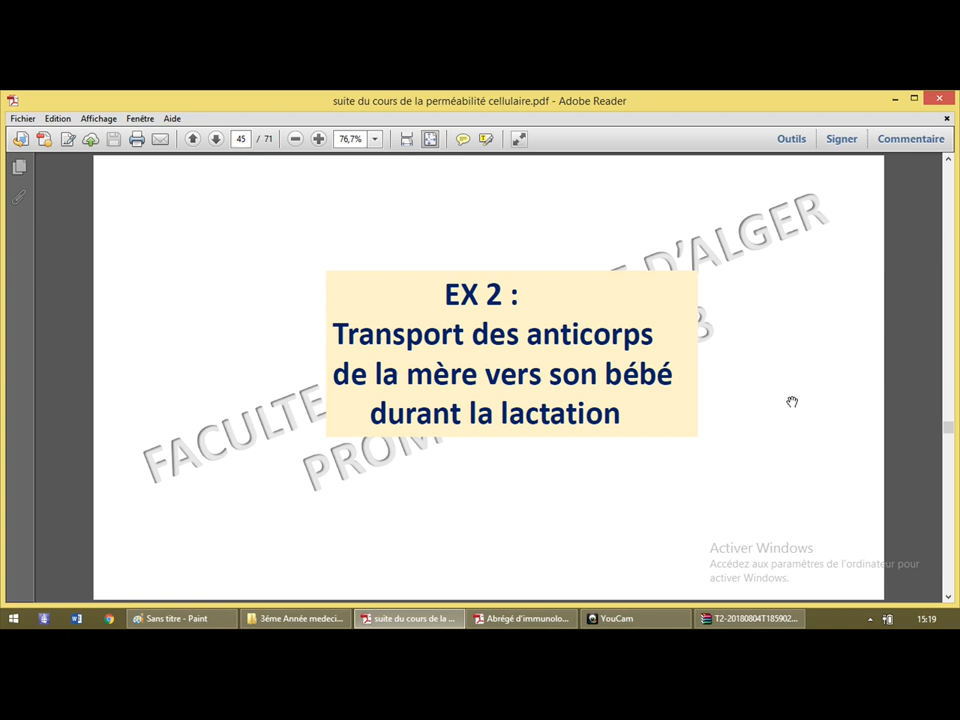 suite du cours de la perméabilité cellulaire.pdf - Adobe Reader
Fichier Edition Affichage Fenêtre Aide
45 / 71 76,7% Outils Signer Commentaire
D'ALGER
EX 2 :
Transport des anticorps
de la mère vers son bébé
durant la lactation
FACULTE
PROM
Activer Windows
Accédez aux paramètres de l'ordinateur pour
activer Windows.
Sans titre - Paint 3éme Année medeci... suite du cours de la ... Abrégé d'immunolo... YouCam T2-20180804T185902... 15:19